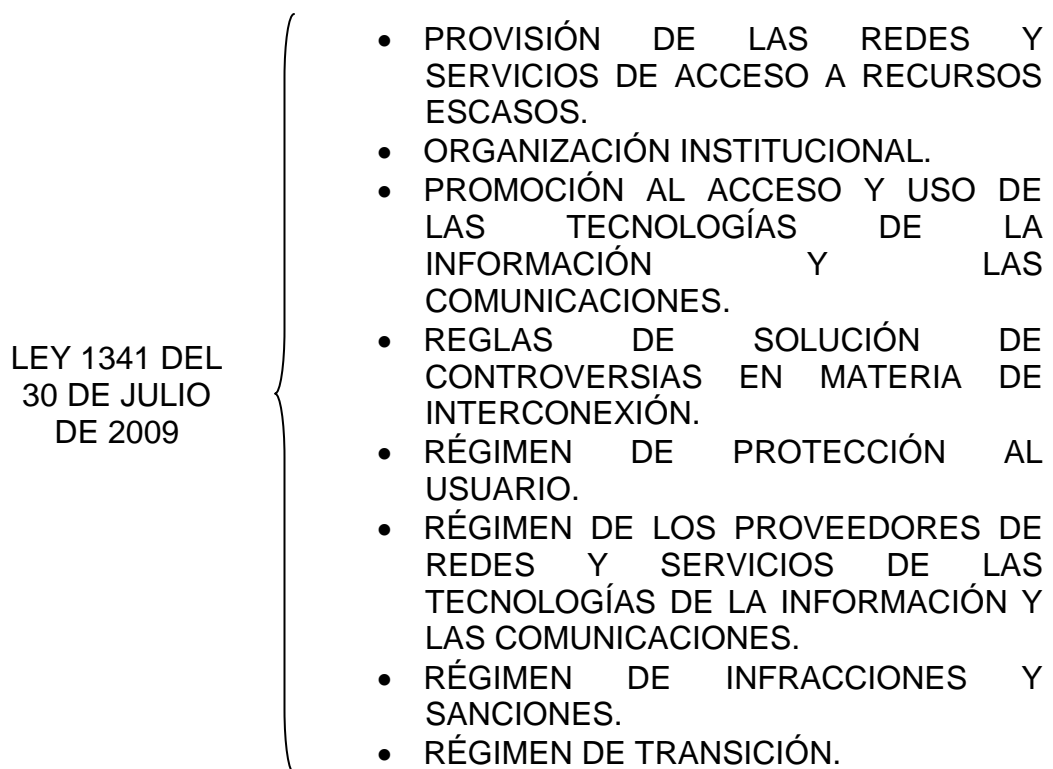 LEY 1341 DEL
30 DE JULIO
DE 2009
• PROVISIÓN DE LAS REDES Y
SERVICIOS DE ACCESO A RECURSOS
ESCASOS.
• ORGANIZACIÓN INSTITUCIONAL.
• PROMOCIÓN AL ACCESO Y USO DE
LAS TECNOLOGÍAS DE LA
INFORMACIÓN Y LAS
COMUNICACIONES.
• REGLAS DE SOLUCIÓN DE
CONTROVERSIAS EN MATERIA DE
INTERCONEXIÓN.
• RÉGIMEN DE PROTECCIÓN AL
USUARIO.
• RÉGIMEN DE LOS PROVEEDORES DE
REDES Y SERVICIOS DE LAS
TECNOLOGÍAS DE LA INFORMACIÓN Y
LAS COMUNICACIONES.
• RÉGIMEN DE INFRACCIONES Y
SANCIONES.
• RÉGIMEN DE TRANSICIÓN.